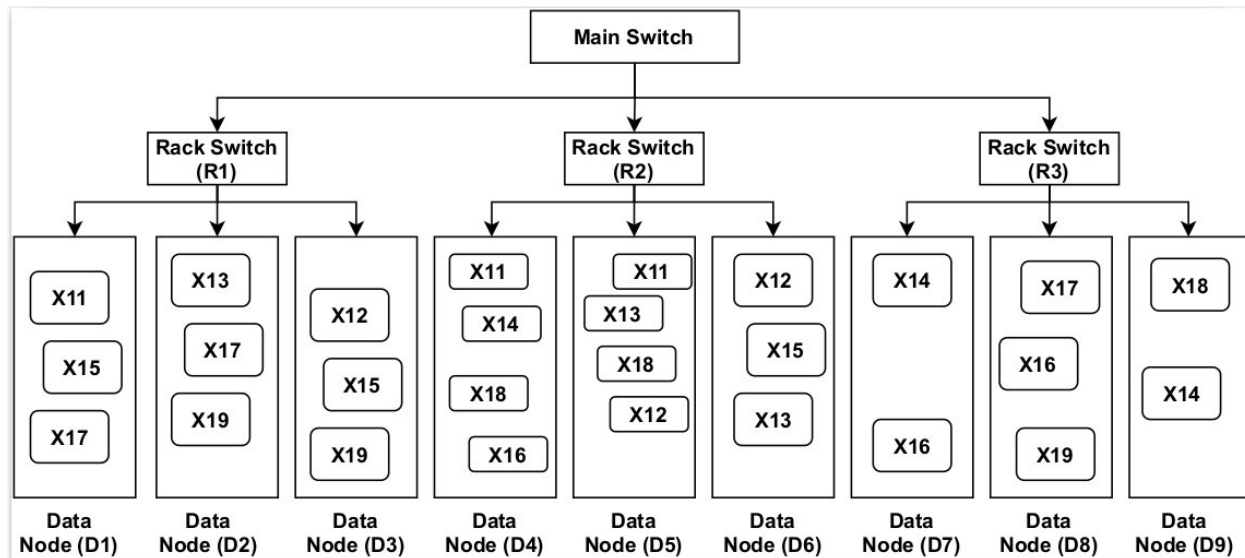 Main Switch
Rack Switch
(R1)
Rack Switch
(R2)
Rack Switch
(R3)
X11
X15
X17
X13
X17
X19
X12
X15
X19
X11
X14
X18
X16
X11
X13
X18
X12
X12
X15
X13
X14
X16
X17
X16
X19
X18
X14
Data
Node (D1)
Data
Node (D2)
Data
Node (D3)
Data
Node (D4)
Data
Node (D5)
Data
Node (D6)
Data
Node (D7)
Data
Node (D8)
Data
Node (D9)